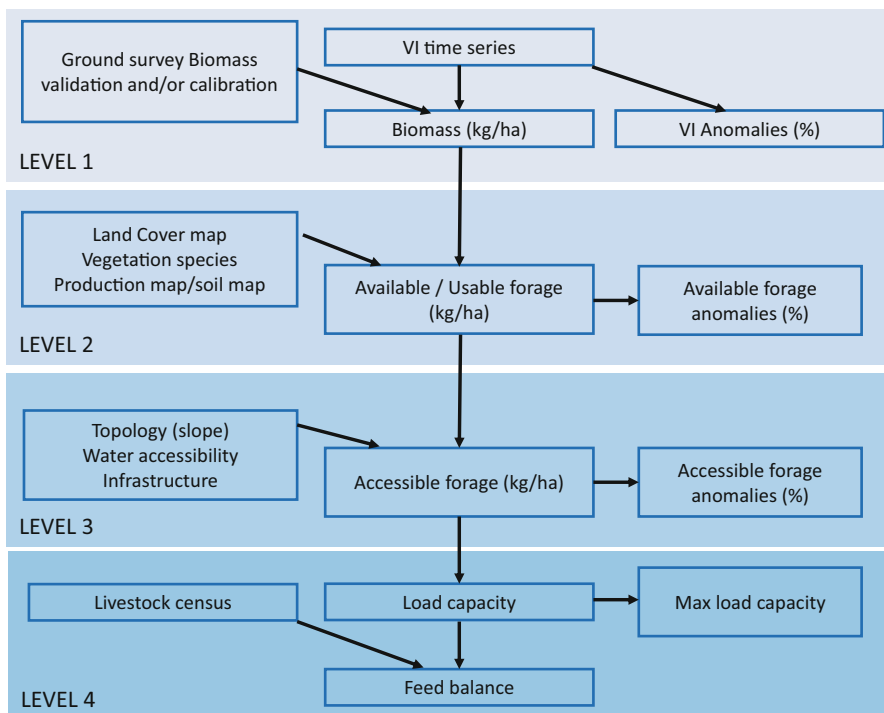 Ground survey Biomass
validation and/or calibration
VI time series
Biomass (kg/ha)
VI Anomalies (%)
LEVEL 1
Land Cover map
Vegetation species
Production map/soil map
Available / Usable forage
(kg/ha)
Available forage
anomalies (%)
LEVEL 2
Topology (slope)
Water accessibility
Infrastructure
Accessible forage (kg/ha)
Accessible forage
anomalies (%)
LEVEL 3
Livestock census
Load capacity
Max load capacity
Feed balance
LEVEL 4